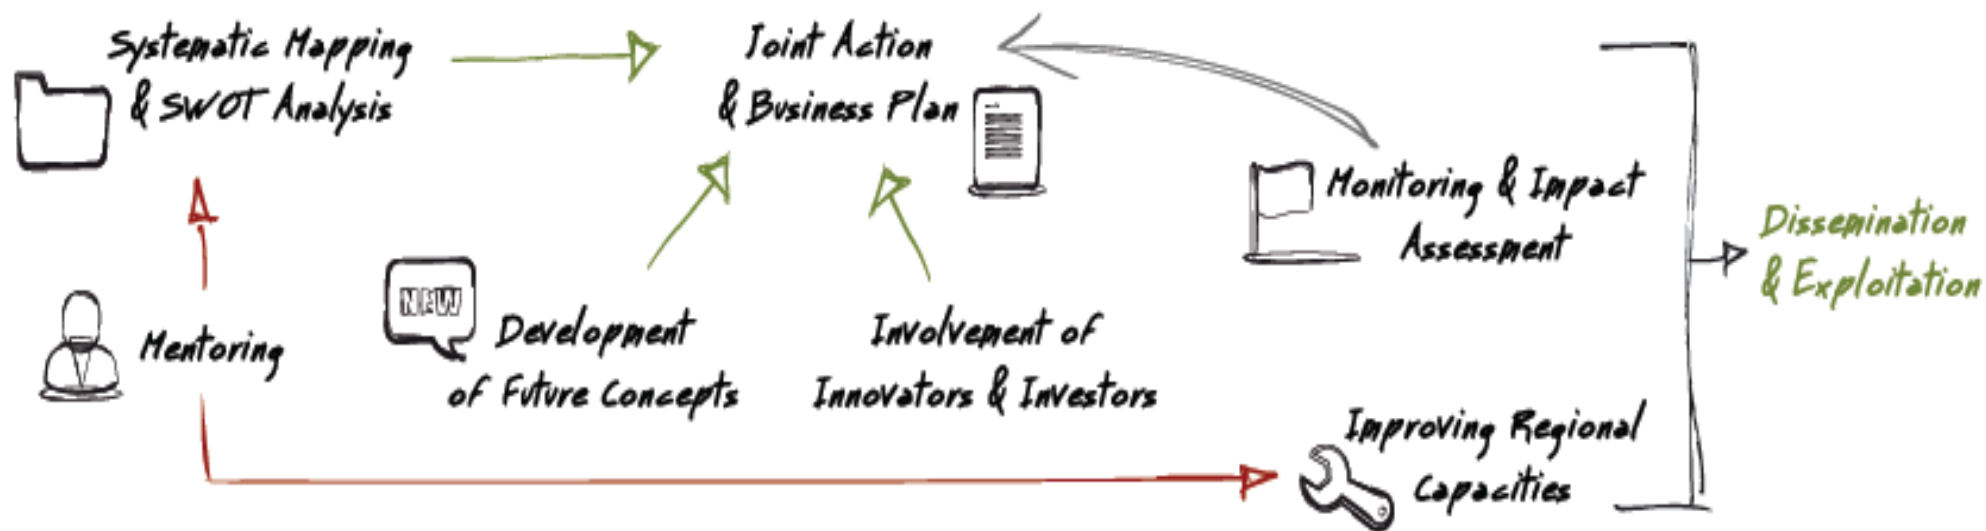 Systematic Mapping
& SWOT Analysis
Joint Action
& Business Plan
Monitoring & Impact
Assessment
Dissemination
& Exploitation
Mentoring
NEW
Development
of Future Concepts
Involvement of
Innovators & Investors
Improving Regional
Capacities